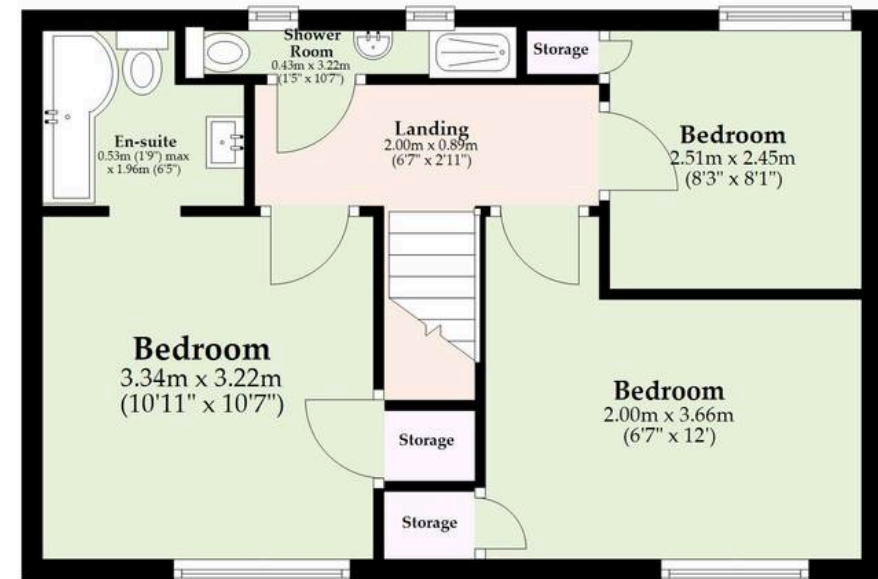 Shower
Room
0.43m x 3.22m
(1'5" x 10'7")
Storage
En-suite
0.53m (1'9") max
x 1.96m (6'5")
Landing
2.00m x 0.89m
(6'7" x 2'11")
Bedroom
2.51m x 2.45m
(8'3" x 8'1")
Bedroom
3.34m x 3.22m
(10'11" x 10'7")
Bedroom
2.00m x 3.66m
(6'7" x 12')
Storage
Storage